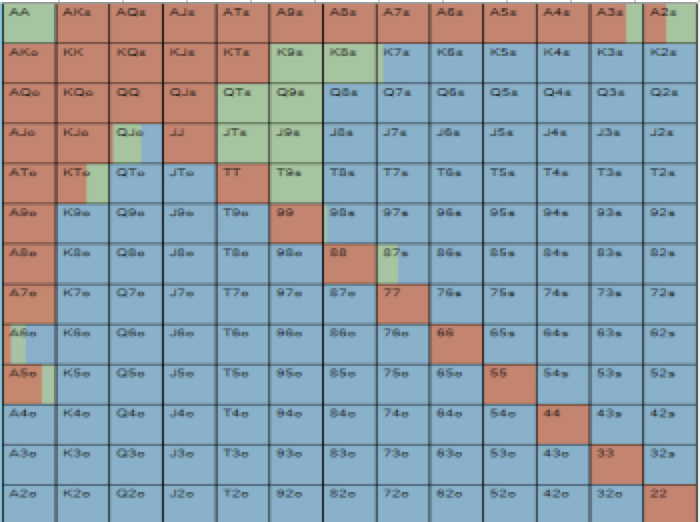 AA AKs AQs AJs ATs A9s A8s A7s A6s A5s A4s A3s A2s
AKo KK KQs KJs KTs K9s K8s K7s K6s K5s K4s K3s K2s
AQo KQo QQ QJs QTs Q9s Q8s Q7s Q6s Q5s Q4s Q3s Q2s
AJo KJo QJo JJ JTs J9s J8s J7s J6s J5s J4s J3s J2s
ATo KTo QTo JTo TT T9s T8s T7s T6s T5s T4s T3s T2s
A9o K9o Q9o J9o T9o 99 98s 97s 96s 95s 94s 93s 92s
A8o K8o Q8o J8o T8o 98o 88 87s 86s 85s 84s 83s 82s
A7o K7o Q7o J7o T7o 97o 87o 77 76s 75s 74s 73s 72s
A6o K6o Q6o J6o T6o 96o 86o 76o 66 65s 64s 63s 62s
A5o K5o Q5o J5o T5o 95o 85o 75o 65o 55 54s 53s 52s
A4o K4o Q4o J4o T4o 94o 84o 74o 64o 54o 44 43s 42s
A3o K3o Q3o J3o T3o 93o 83o 73o 63o 53o 43o 33 32s
A2o K2o Q2o J2o T2o 92o 82o 72o 62o 52o 42o 32o 22